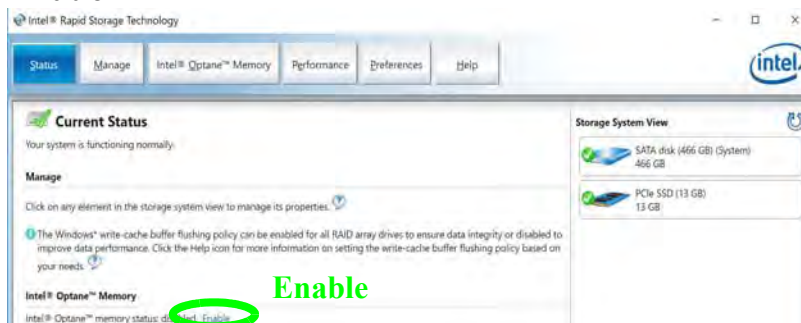 Intel® Rapid Storage Technology
Status Manage Intel® Optane™ Memory Performance Preferences Help
intel
Current Status
Your system is functioning normally.
Manage
Click on any element in the storage system view to manage its properties.
The Windows* write-cache buffer flushing policy can be enabled for all RAID array drives to ensure data integrity or disabled to
improve data performance. Click the Help icon for more information on setting the write-cache buffer flushing policy based on
your needs
Intel® Optane™ Memory
Intel® Optane™ memory status: disabled. Enable
Enable
Storage System View
SATA disk (466 GB) (System)
466 GB
PCIe SSD (13 GB)
13 GB